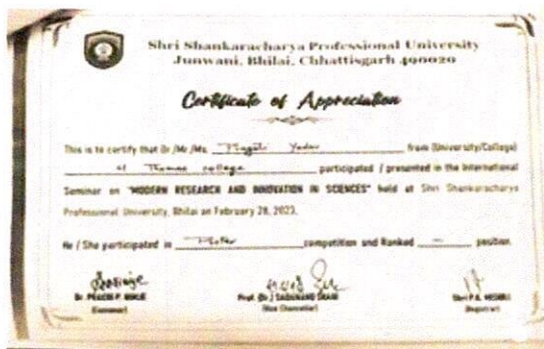 Shri Shankaracharya Professional University
Junwani, Bhilai, Chhattisgarh 490020
Certificate of Appreciation
This is to certify that Dr /Mr /Ms. Yadav from (University/College)
Thomas college participated / presented in the International
Seminar on "MODERN RESEARCH AND INNOVATION IN SCIENCES" held at Shri Shankaracharya
Professional University, Bhilai on February 28, 2023.
He / She participated in competition and Ranked — position.
Dr. Prof. (Dr.) Shri P.K.
(Convener) (Vice Chancellor) (Registrar)